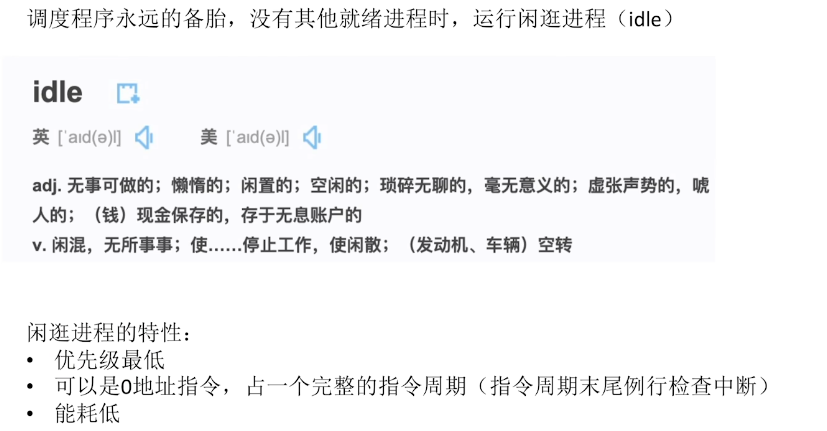 调度程序永远的备胎，没有其他就绪进程时，运行闲逛进程（idle）
idle
英 [ˈaɪd(ə)l] 美 [ˈaɪd(ə)l]
adj. 无事可做的；懒惰的；闲置的；空闲的；琐碎无聊的，毫无意义的；虚张声势的，唬
人的；（钱）现金保存的，存于无息账户的
v. 闲混，无所事事；使……停止工作，使闲散；（发动机、车辆）空转
闲逛进程的特性：
• 优先级最低
• 可以是0地址指令，占一个完整的指令周期（指令周期末尾例行检查中断）
• 能耗低